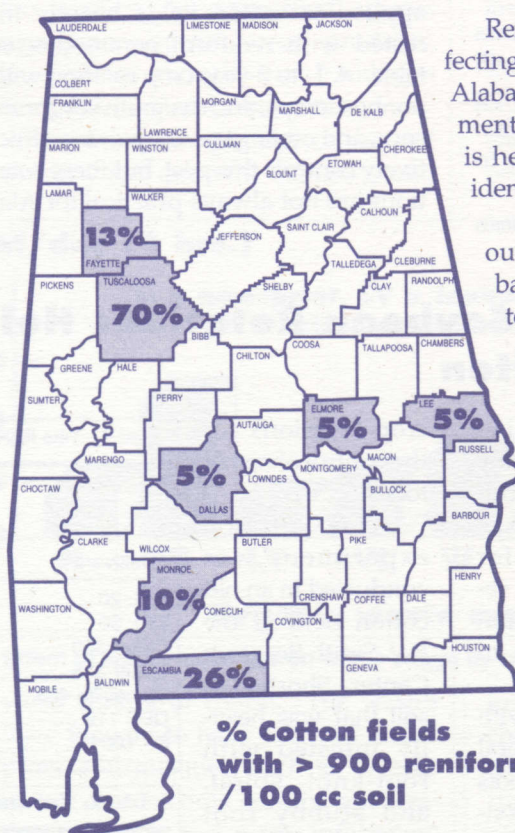 LAUDERDALE
LIMESTONE
MADISON
JACKSON
COLBERT
FRANKLIN
LAWRENCE
MORGAN
MARSHALL
DE KALB
MARION
WINSTON
CULLMAN
CHEROKEE
ETOWAH
BLOUNT
LAMAR
WALKER
CALHOUN
SAINT CLAIR
JEFFERSON
13%
FAYETTE
CLEBURNE
TALLEDEGA
PICKENS
TUSCALOOSA
SHELBY
CLAY
RANDOLPH
70%
BIBB
COOSA
TALLAPOOSA
CHAMBERS
CHILTON
GREENE
HALE
SUMTER
PERRY
ELMORE
LEE
5%
5%
AUTAUGA
RUSSELL
MARENGO
5%
MACON
MONTGOMERY
LOWNDES
CHOCTAW
BULLOCK
DALLAS
BARBOUR
CLARKE
WILCOX
BUTLER
PIKE
MONROE
HENRY
10%
CRENSHAW
COFFEE
DALE
CONECUH
WASHINGTON
COVINGTON
HOUSTON
ESCAMBIA
GENEVA
26%
MOBILE
BALDWIN
% Cotton fields
with > 900 reniform
/100 cc soil
Re
fecting
Alaba
ment
is he
iden
ou
ba
to